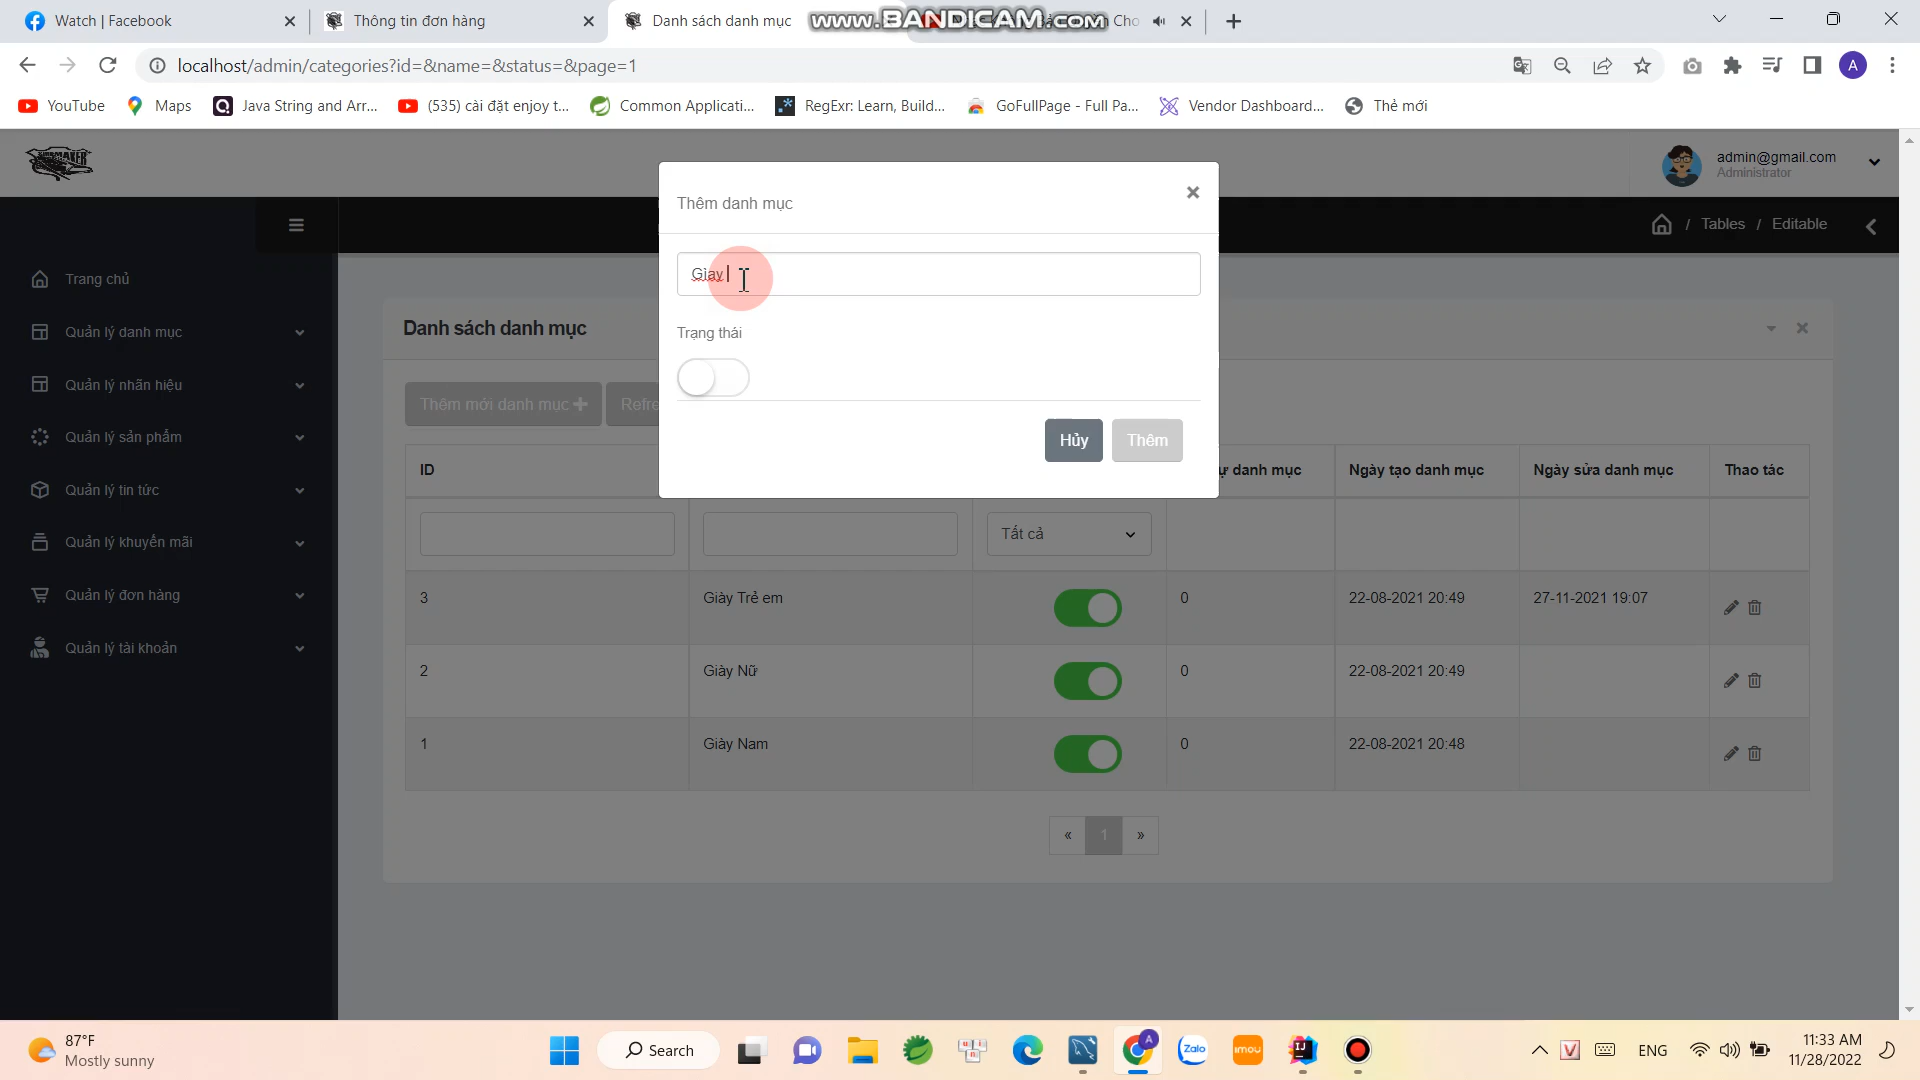 Watch | Facebook
Thông tin đơn hàng
Danh sách danh mục
www.BANDICAM.com
Cho
localhost/admin/categories?id=&name=&status=&page=1
A
YouTube
Maps
Java String and Arr...
(535) cài đặt enjoy t...
Common Applicati...
RegExr: Learn, Build...
GoFullPage - Full Pa...
Vendor Dashboard...
Thẻ mới
admin@gmail.com
Administrator
/ Tables / Editable
Thêm danh mục
Giay
Trạng thái
Hủy
Thêm
Trang chủ
Quản lý danh mục
Quản lý nhãn hiệu
Quản lý sản phẩm
Quản lý tin tức
Quản lý khuyến mãi
Quản lý đơn hàng
Quản lý tài khoản
Danh sách danh mục
Thêm mới danh mục
Refre
ID
ự danh mục
Ngày tạo danh mục
Ngày sửa danh mục
Thao tác
Tất cả
3
Giày Trẻ em
0
22-08-2021 20:49
27-11-2021 19:07
2
Giày Nữ
0
22-08-2021 20:49
1
Giày Nam
0
22-08-2021 20:48
«
1
»
87°F
Mostly sunny
Search
A
Zalo
imou
V
ENG
11:33 AM
11/28/2022